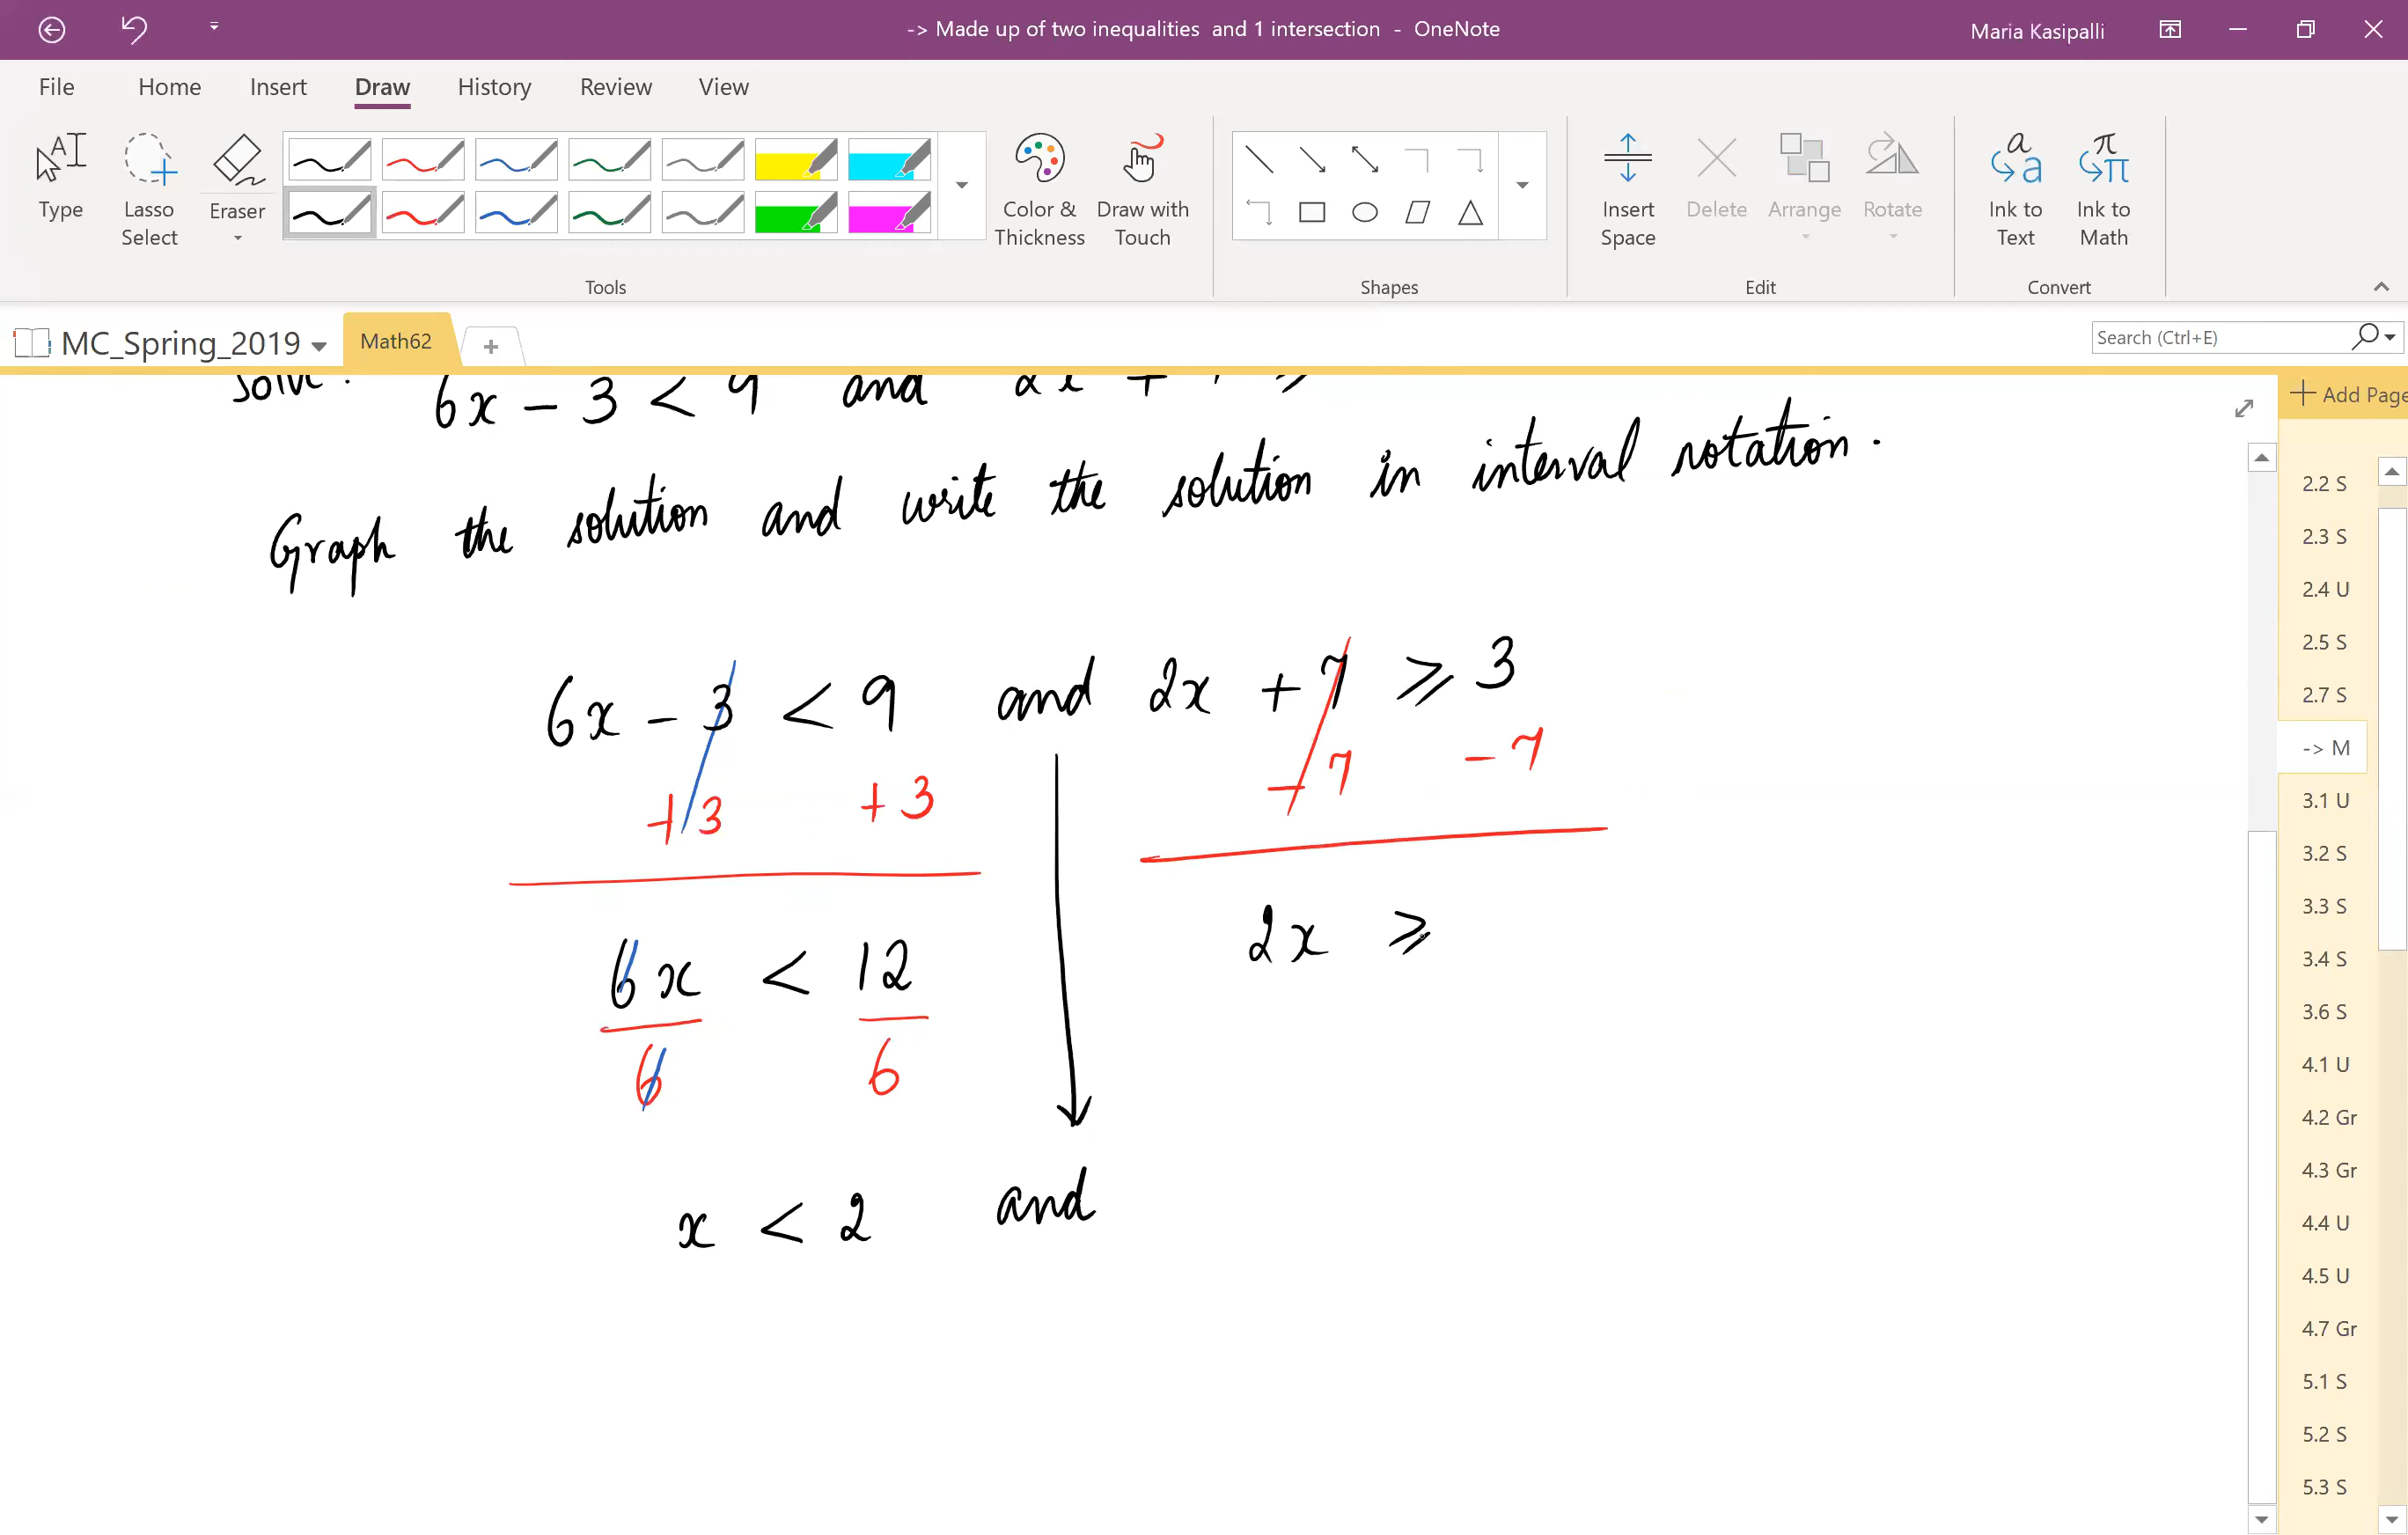 -> Made up of two inequalities and 1 intersection - OneNote
Maria Kasipalli
File Home Insert Draw History Review View
Type
Lasso Select
Eraser
Color & Thickness
Draw with Touch
Insert Space
Delete
Arrange
Rotate
Ink to Text
Ink to Math
Tools
Shapes
Edit
Convert
MC_Spring_2019
Math62
Search (Ctrl+E)
Solve: 6x - 3 < 9 and 2x +
Graph the solution and write the solution in interval notation.
6x - 3 < 9 and 2x + 7 ⩾ 3
+3 +3 -7 -7
6x < 12
6 6
2x ⩾
x < 2 and
Add Page
2.2 S
2.3 S
2.4 U
2.5 S
2.7 S
-> M
3.1 U
3.2 S
3.3 S
3.4 S
3.6 S
4.1 U
4.2 Gr
4.3 Gr
4.4 U
4.5 U
4.7 Gr
5.1 S
5.2 S
5.3 S